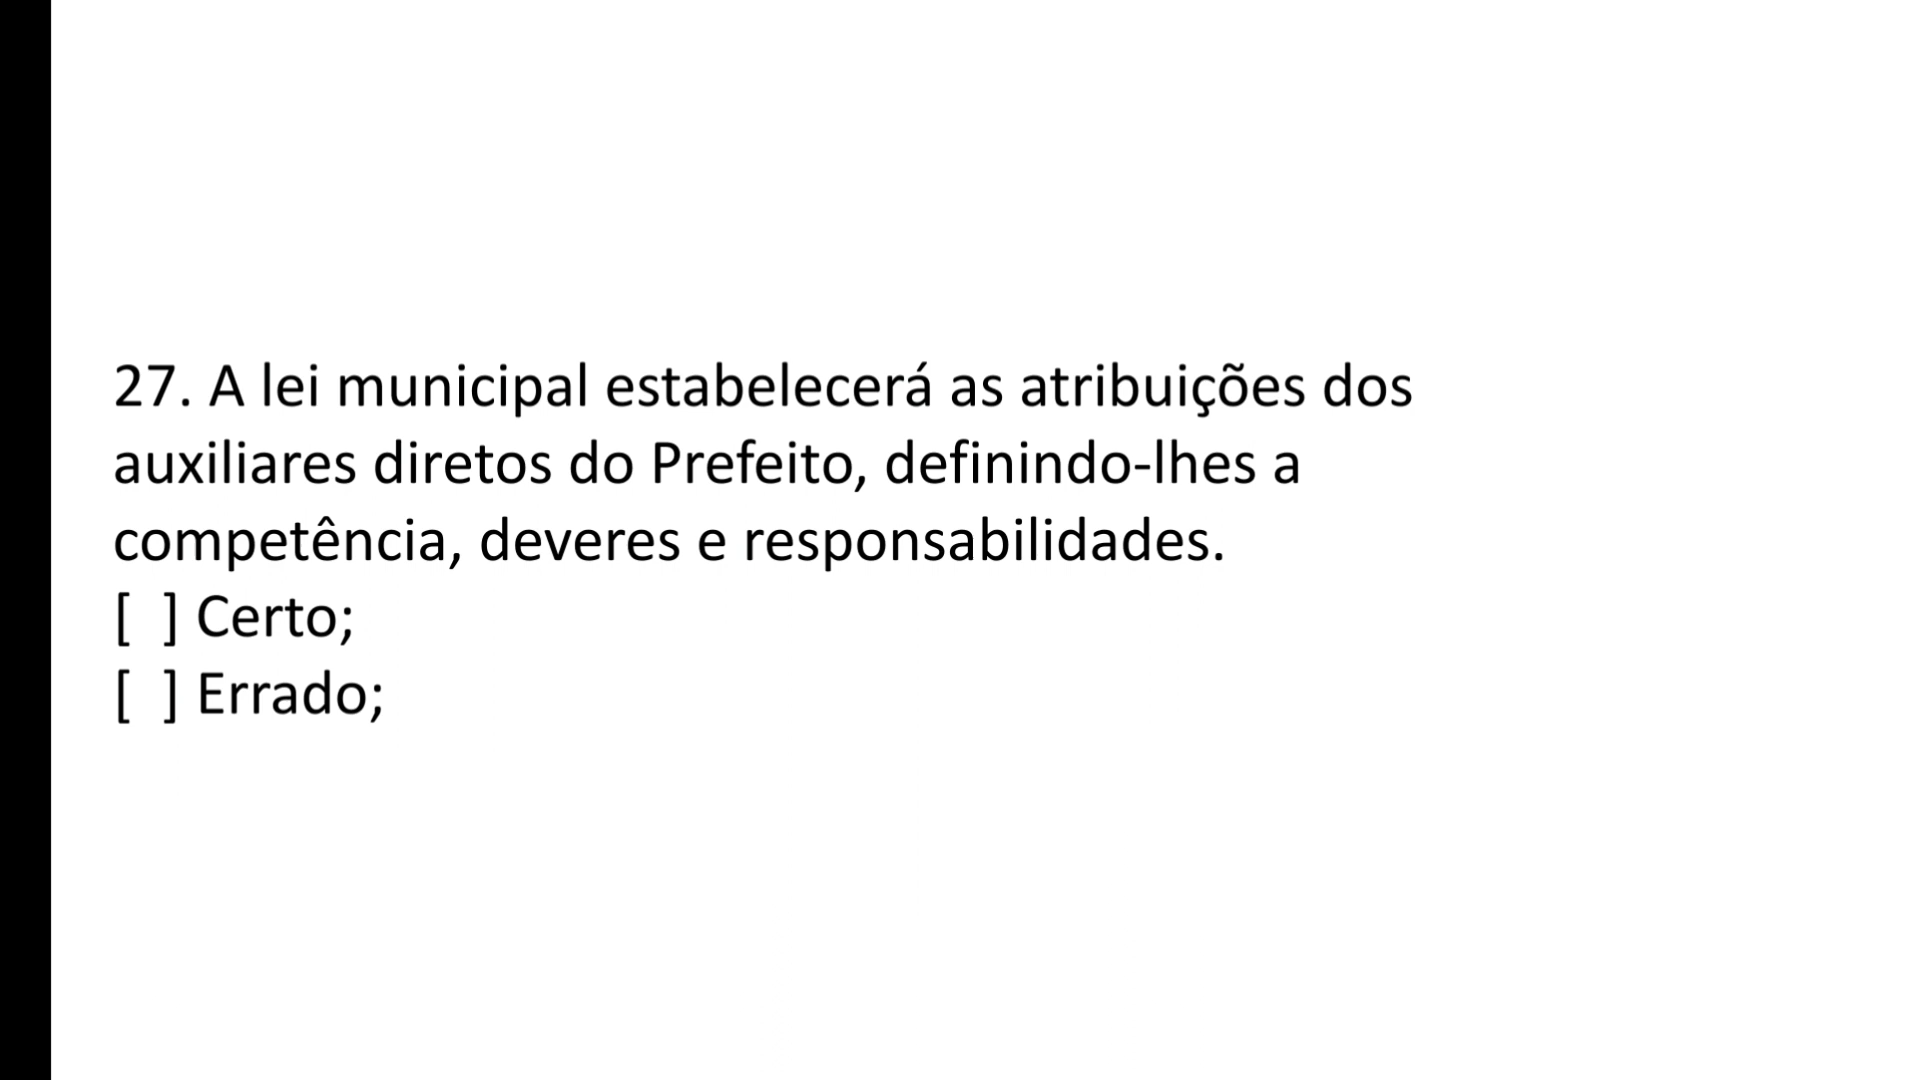 27. A lei municipal estabelecerá as atribuições dos
auxiliares diretos do Prefeito, definindo-lhes a
competência, deveres e responsabilidades.
[  ] Certo;
[  ] Errado;